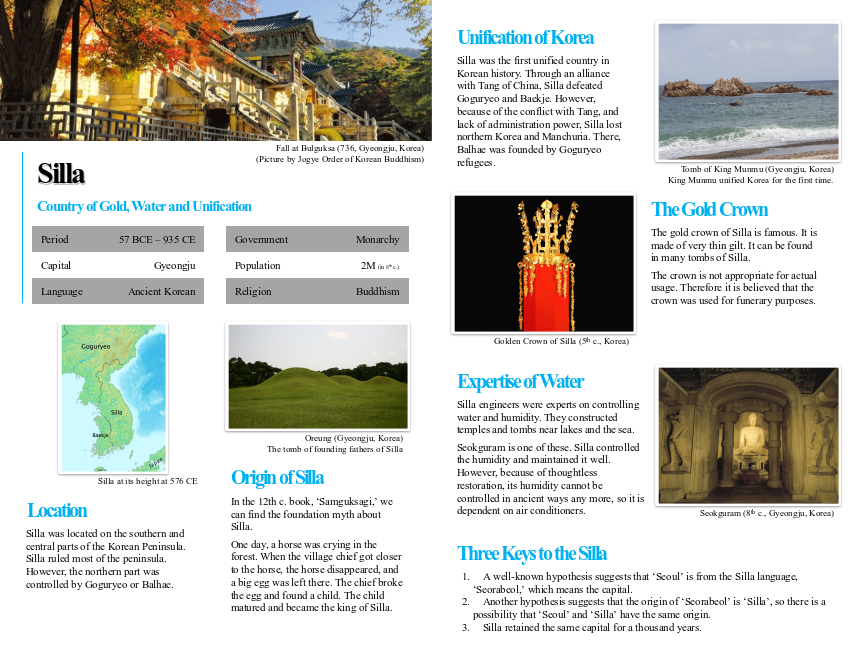 Fall at Bulguksa (736, Gyeongju, Korea)
(Picture by Jogye Order of Korean Buddhism)
Silla
Country of Gold, Water and Unification
Period 57 BCE – 935 CE
Capital Gyeongju
Language Ancient Korean
Government Monarchy
Population 2M (in 11th c.)
Religion Buddhism
Goguryeo
Silla
Baekje
Japan
Silla at its height at 576 CE
Location
Silla was located on the southern and
central parts of the Korean Peninsula.
Silla ruled most of the peninsula.
However, the northern part was
controlled by Goguryeo or Balhae.
Oreung (Gyeongju, Korea)
The tomb of founding fathers of Silla
Origin of Silla
In the 12th c. book, ‘Samguksagi,’ we
can find the foundation myth about
Silla.
One day, a horse was crying in the
forest. When the village chief got closer
to the horse, the horse disappeared, and
a big egg was left there. The chief broke
the egg and found a child. The child
matured and became the king of Silla.
Unification of Korea
Silla was the first unified country in
Korean history. Through an alliance
with Tang of China, Silla defeated
Goguryeo and Baekje. However,
because of the conflict with Tang, and
lack of administration power, Silla lost
northern Korea and Manchuria. There,
Balhae was founded by Goguryeo
refugees.
Tomb of King Munmu (Gyeongju, Korea)
King Munmu unified Korea for the first time.
Golden Crown of Silla (5th c., Korea)
The Gold Crown
The gold crown of Silla is famous. It is
made of very thin gilt. It can be found
in many tombs of Silla.
The crown is not appropriate for actual
usage. Therefore it is believed that the
crown was used for funerary purposes.
Expertise of Water
Silla engineers were experts on controlling
water and humidity. They constructed
temples and tombs near lakes and the sea.
Seokguram is one of these. Silla controlled
the humidity and maintained it well.
However, because of thoughtless
restoration, its humidity cannot be
controlled in ancient ways any more, so it is
dependent on air conditioners.
Seokguram (8th c., Gyeongju, Korea)
Three Keys to the Silla
1. A well-known hypothesis suggests that ‘Seoul’ is from the Silla language,
‘Seorabeol,’ which means the capital.
2. Another hypothesis suggests that the origin of ‘Seorabeol’ is ‘Silla’, so there is a
possibility that ‘Seoul’ and ‘Silla’ have the same origin.
3. Silla retained the same capital for a thousand years.